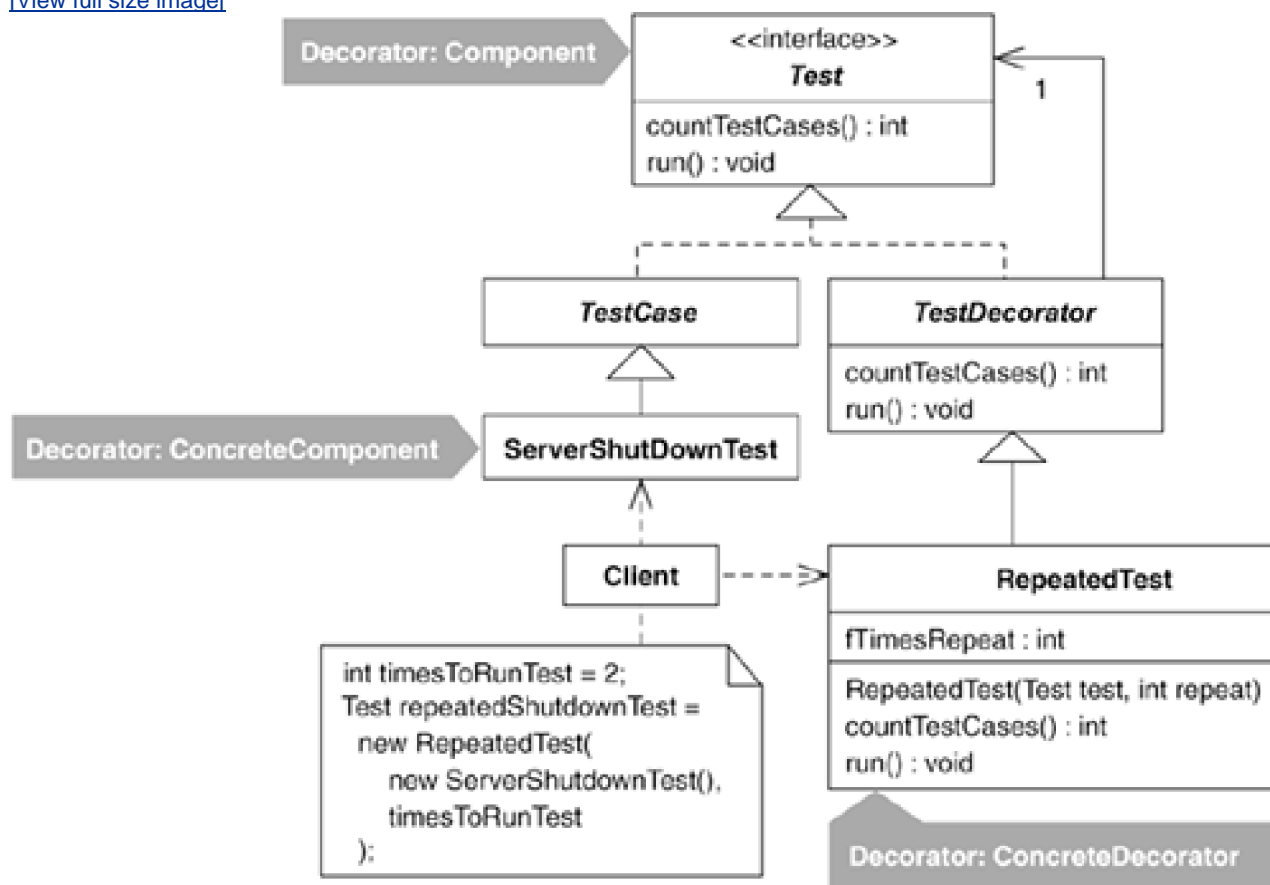 [View full size image]
Decorator: Component
<<interface>>
Test
1
countTestCases() : int
run() : void
TestCase
TestDecorator
countTestCases() : int
run() : void
Decorator: ConcreteComponent
ServerShutDownTest
Client
RepeatedTest
fTimesRepeat : int
RepeatedTest(Test test, int repeat)
countTestCases() : int
run() : void
int timesToRunTest = 2;
Test repeatedShutdownTest =
new RepeatedTest(
new ServerShutdownTest(),
timesToRunTest
);
Decorator: ConcreteDecorator